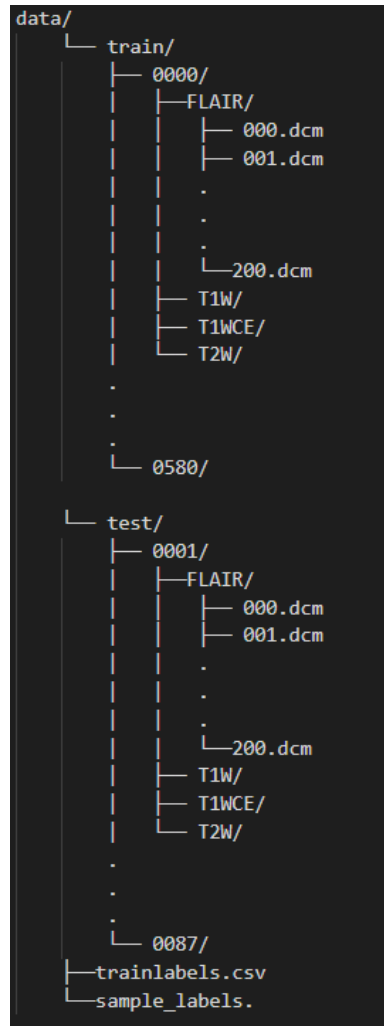 data/
└── train/
├── 0000/
│ ├──FLAIR/
│ │ ├── 000.dcm
│ │ ├── 001.dcm
│ │ .
│ │ .
│ │ .
│ │ └──200.dcm
│ ├── T1W/
│ ├── T1WCE/
│ └── T2W/
.
.
.
└── 0580/
└── test/
├── 0001/
│ ├──FLAIR/
│ │ ├── 000.dcm
│ │ ├── 001.dcm
│ │ .
│ │ .
│ │ .
│ │ └──200.dcm
│ ├── T1W/
│ ├── T1WCE/
│ └── T2W/
.
.
.
└── 0087/
├──trainlabels.csv
└──sample_labels.